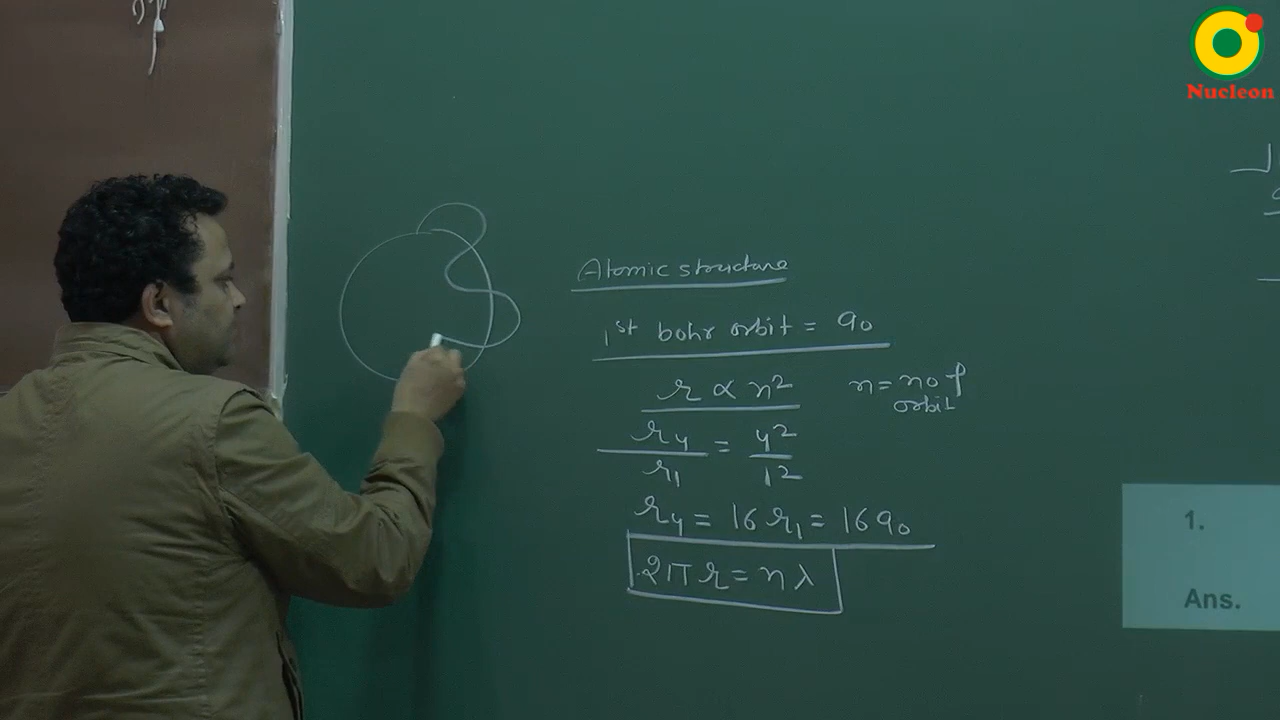 Nucleon
Atomic structure
1st bohr orbit = a₀
r ∝ n²
n = no of
orbit
r₄/r₁ = 4²/1²
r₄ = 16 r₁ = 16a₀
2πr = nλ
1.
Ans.